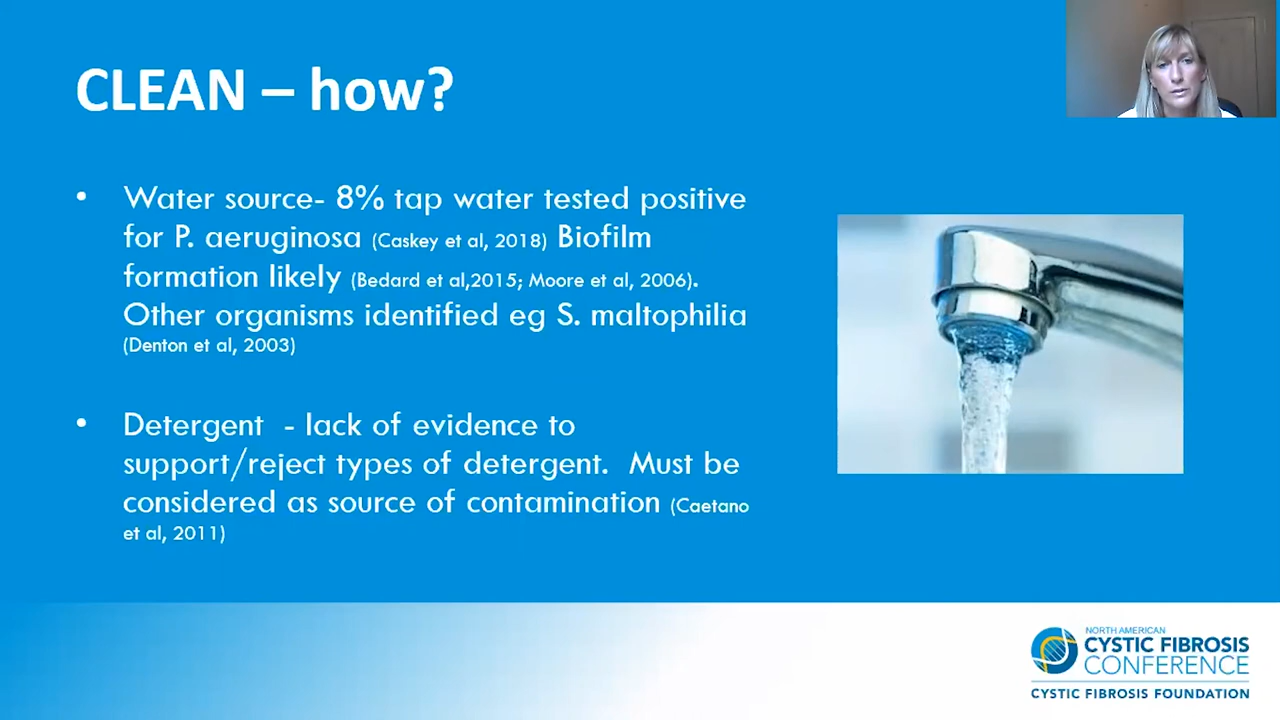 CLEAN – how?
• Water source- 8% tap water tested positive
for P. aeruginosa (Caskey et al, 2018) Biofilm
formation likely (Bedard et al,2015; Moore et al, 2006).
Other organisms identified eg S. maltophilia
(Denton et al, 2003)
• Detergent  - lack of evidence to
support/reject types of detergent.  Must be
considered as source of contamination (Caetano
et al, 2011)
NORTH AMERICAN
CYSTIC FIBROSIS
CONFERENCE
CYSTIC FIBROSIS FOUNDATION